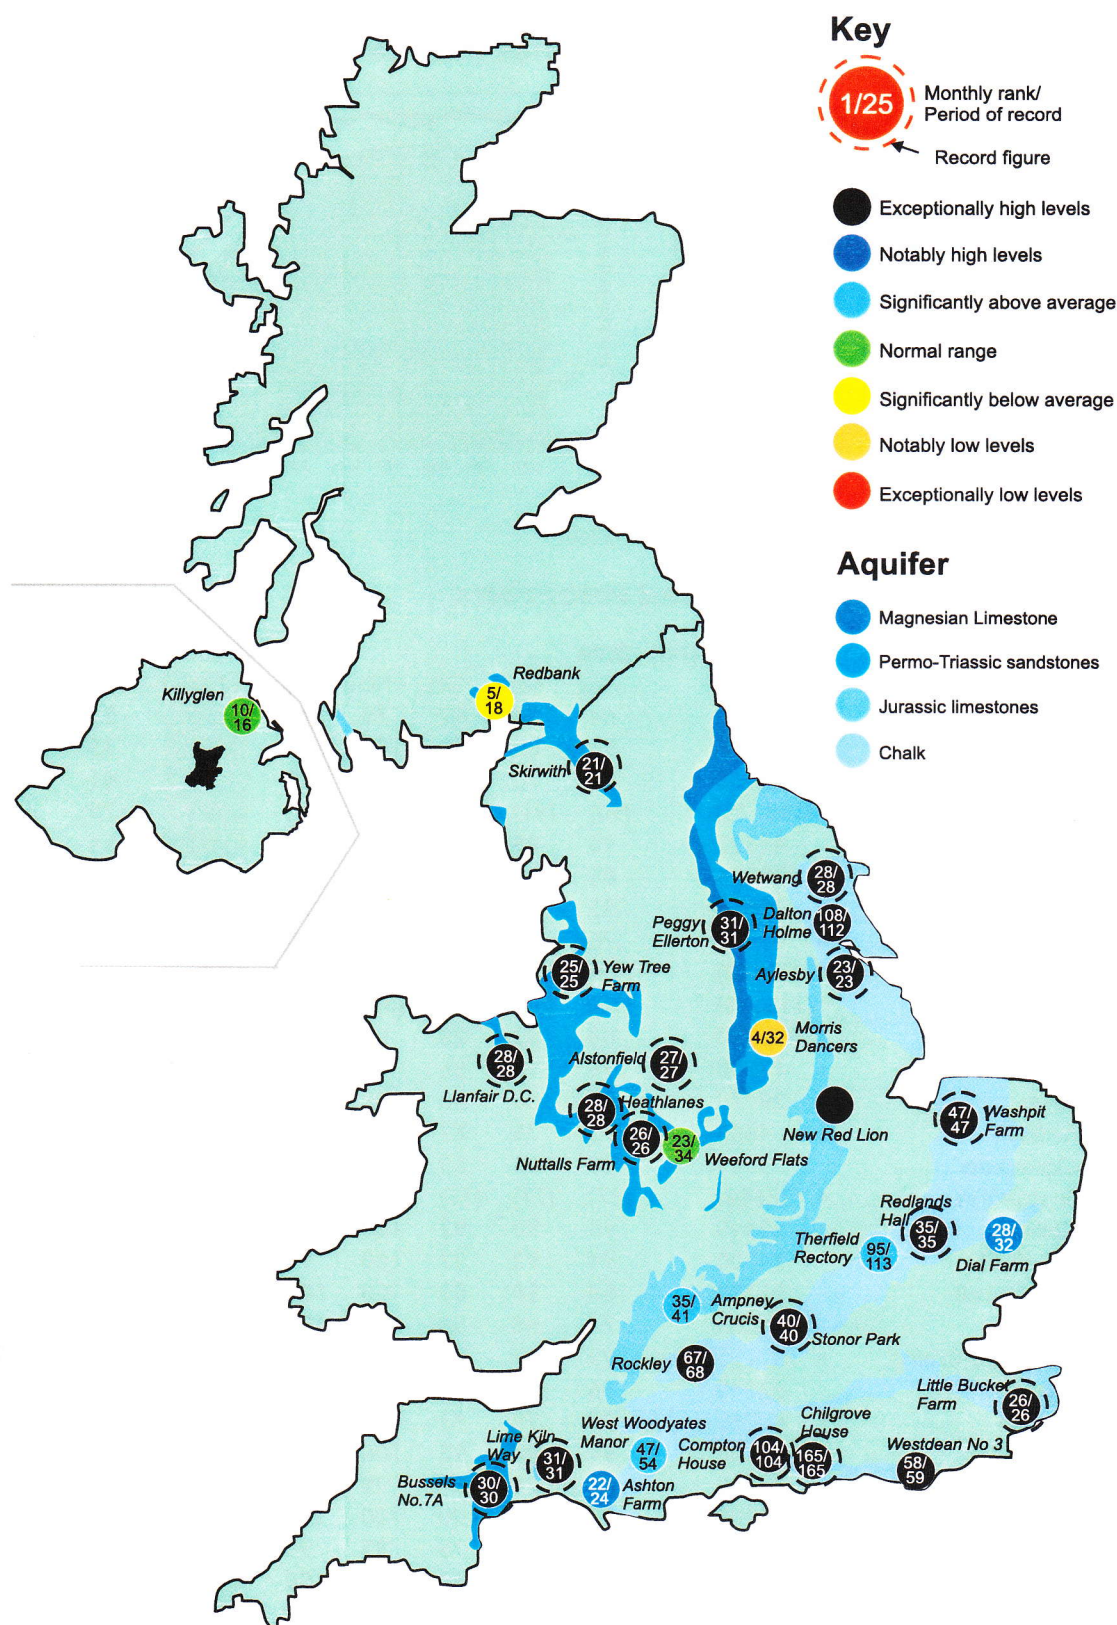 Key
1/25
Monthly rank/
Period of record
Record figure
Exceptionally high levels
Notably high levels
Significantly above average
Normal range
Significantly below average
Notably low levels
Exceptionally low levels
Aquifer
Magnesian Limestone
Permo-Triassic sandstones
Jurassic limestones
Chalk
Killyglen
10/
16
Redbank
5/
18
Skirwith
21/
21
Wetwang
28/
28
Peggy
Ellerton
31/
31
Dalton
Holme
108/
112
Aylesby
23/
23
25/
25
Yew Tree
Farm
4/32
Morris
Dancers
28/
28
Llanfair D.C.
Alstonfield
27/
27
28/
28
Heathlanes
26/
26
Nuttalls Farm
23/
34
Weeford Flats
New Red Lion
47/
47
Washpit
Farm
Redlands
Hall
35/
35
28/
32
Dial Farm
Therfield
Rectory
95/
113
35/
41
Ampney
Crucis
40/
40
Stonor Park
Rockley
67/
68
Little Bucket
Farm
26/
26
Chilgrove
House
165/
165
West Woodyates
Manor
47/
54
Compton
House
104/
104
Westdean No 3
58/
59
Lime Kiln
Way
31/
31
Bussels
No.7A
30/
30
22/
24
Ashton
Farm